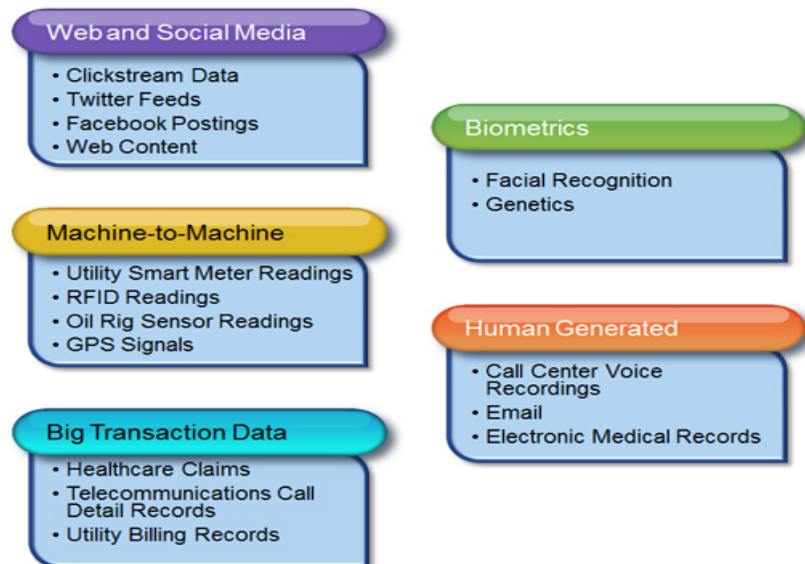 Web and Social Media
• Clickstream Data
• Twitter Feeds
• Facebook Postings
• Web Content
Machine-to-Machine
• Utility Smart Meter Readings
• RFID Readings
• Oil Rig Sensor Readings
• GPS Signals
Big Transaction Data
• Healthcare Claims
• Telecommunications Call
Detail Records
• Utility Billing Records
Biometrics
• Facial Recognition
• Genetics
Human Generated
• Call Center Voice
Recordings
• Email
• Electronic Medical Records